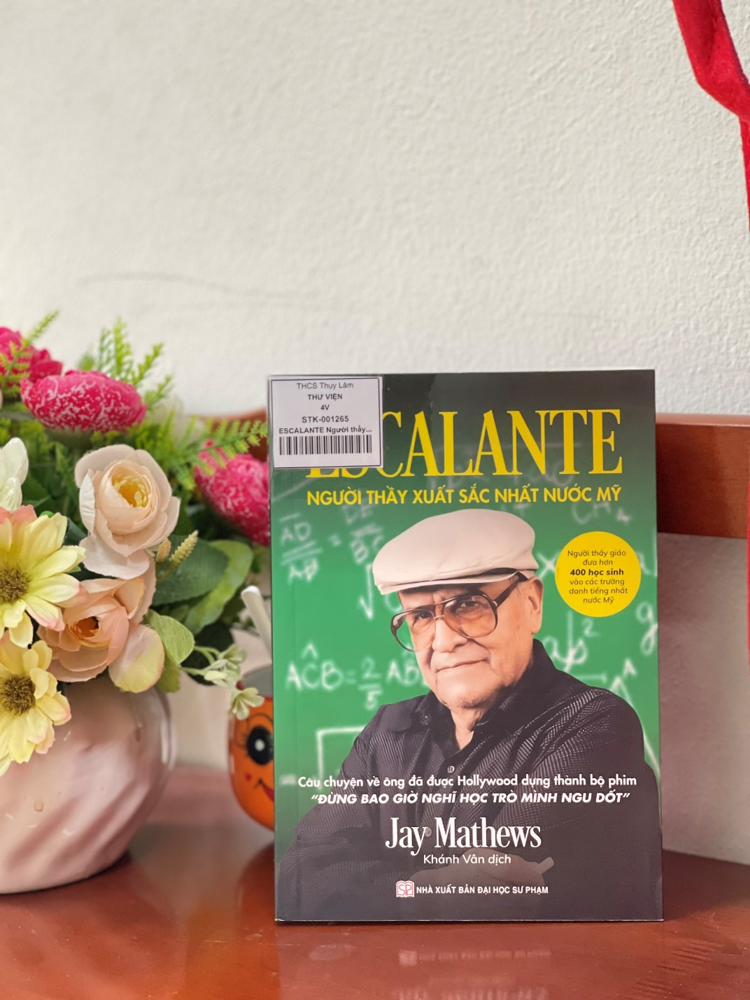 THCS Thụy Lâm
THƯ VIỆN
4V
STK-001265
ESCALANTE Người thầy...
ESCALANTE
NGƯỜI THẦY XUẤT SẮC NHẤT NƯỚC MỸ
Người thầy giáo
đưa hơn
400 học sinh
vào các trường
danh tiếng nhất
nước Mỹ
AD
AB
ACB = 2/5 AB
Câu chuyện về ông đã được Hollywood dựng thành bộ phim
“ĐỪNG BAO GIỜ NGHĨ HỌC TRÒ MÌNH NGU DỐT”
Jay Mathews
Khánh Vân dịch
NHÀ XUẤT BẢN ĐẠI HỌC SƯ PHẠM